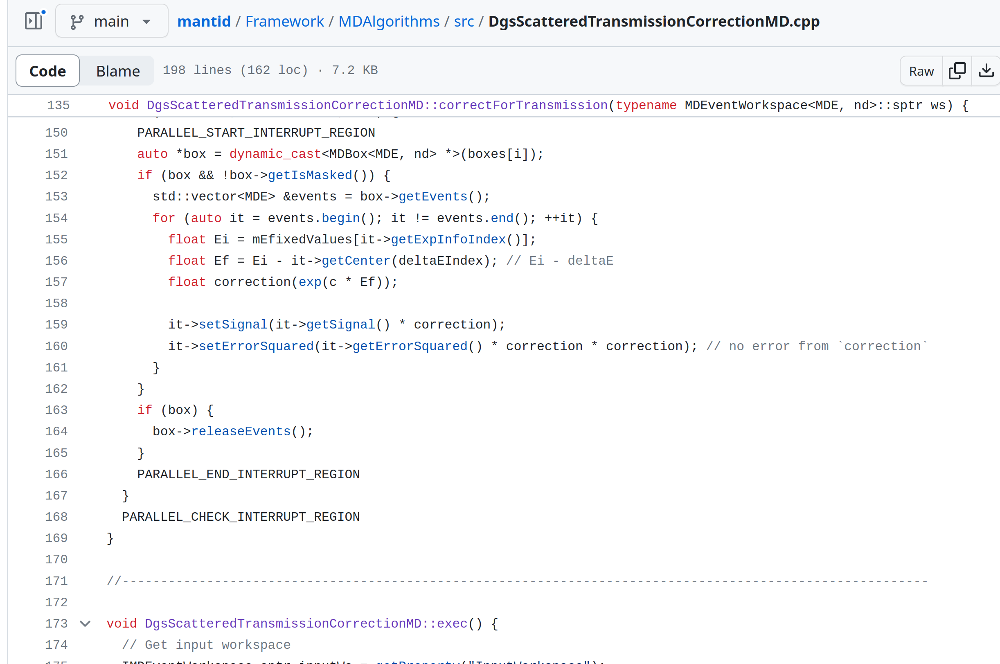 main mantid / Framework / MDAlgorithms / src / DgsScatteredTransmissionCorrectionMD.cpp
Code Blame 198 lines (162 loc) · 7.2 KB Raw
135 void DgsScatteredTransmissionCorrectionMD::correctForTransmission(typename MDEventWorkspace<MDE, nd>::sptr ws) {
150 PARALLEL_START_INTERRUPT_REGION
151 auto *box = dynamic_cast<MDBox<MDE, nd> *>(boxes[i]);
152 if (box && !box->getIsMasked()) {
153 std::vector<MDE> &events = box->getEvents();
154 for (auto it = events.begin(); it != events.end(); ++it) {
155 float Ei = mEfixedValues[it->getExpInfoIndex()];
156 float Ef = Ei - it->getCenter(deltaEIndex); // Ei - deltaE
157 float correction(exp(c * Ef));
158
159 it->setSignal(it->getSignal() * correction);
160 it->setErrorSquared(it->getErrorSquared() * correction * correction); // no error from `correction`
161 }
162 }
163 if (box) {
164 box->releaseEvents();
165 }
166 PARALLEL_END_INTERRUPT_REGION
167 }
168 PARALLEL_CHECK_INTERRUPT_REGION
169 }
170
171 //---------------------------------------------------------------------------------------------------------
172
173 void DgsScatteredTransmissionCorrectionMD::exec() {
174 // Get input workspace
175 IMDEventWorkspace_sptr inputWs = getProperty("InputWorkspace");